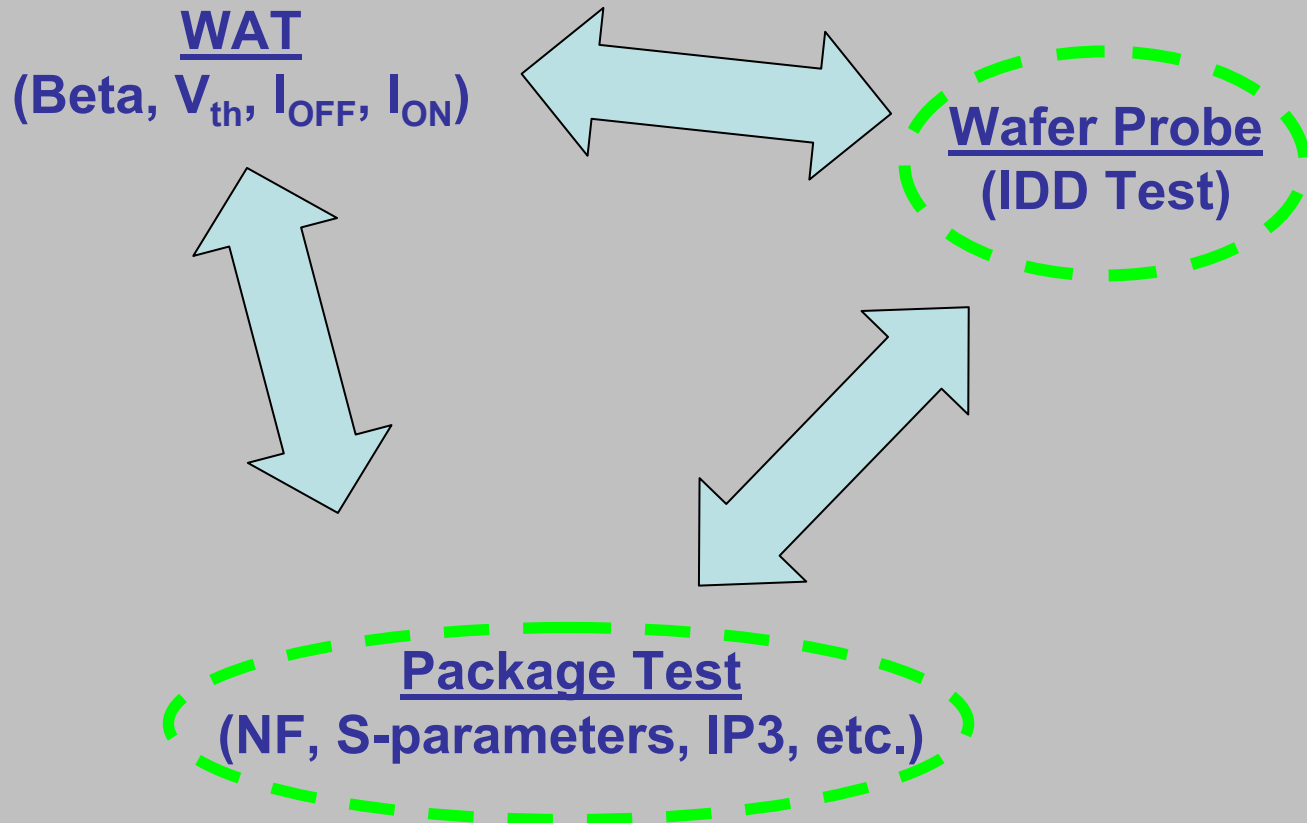 WAT
(Beta, Vth, IOFF, ION)
Wafer Probe
(IDD Test)
Package Test
(NF, S-parameters, IP3, etc.)